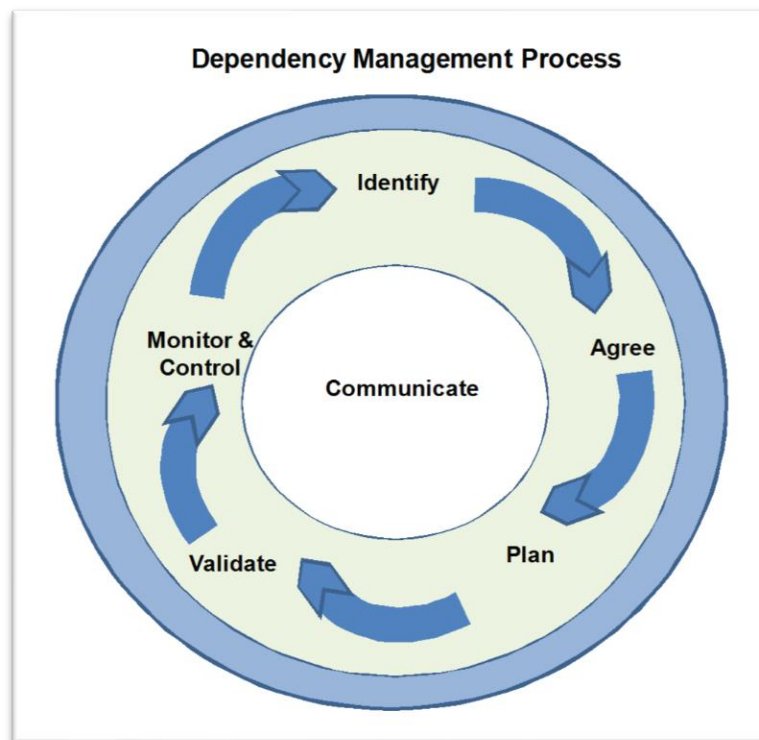 Dependency Management Process
Identify
Agree
Monitor &
Control
Communicate
Plan
Validate